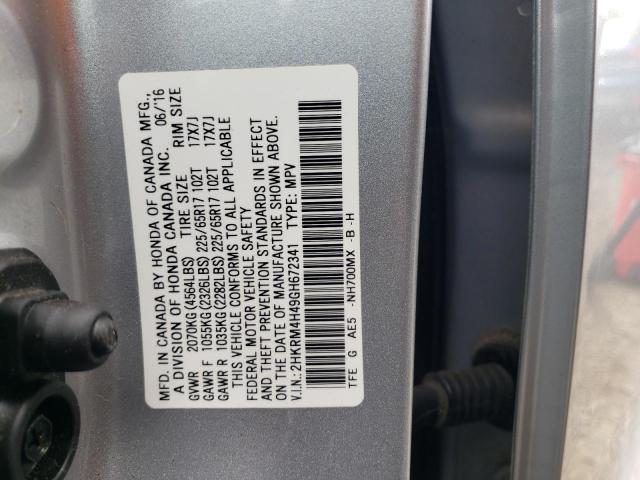 MFD. IN CANADA BY HONDA OF CANADA MFG.,
A DIVISION OF HONDA CANADA INC. 06/'16
GVWR 2070KG(4564LBS) TIRE SIZE RIM SIZE
GAWR F 1055KG(2326LBS) 225/65R17 102T 17X7J
GAWR R 1035KG(2282LBS) 225/65R17 102T 17X7J
THIS VEHICLE CONFORMS TO ALL APPLICABLE
FEDERAL MOTOR VEHICLE SAFETY
AND THEFT PREVENTION STANDARDS IN EFFECT
ON THE DATE OF MANUFACTURE SHOWN ABOVE.
V.I.N.: 2HKRM4H49GH672341 TYPE: MPV
TFE G AE5 -NH700MX -B -H